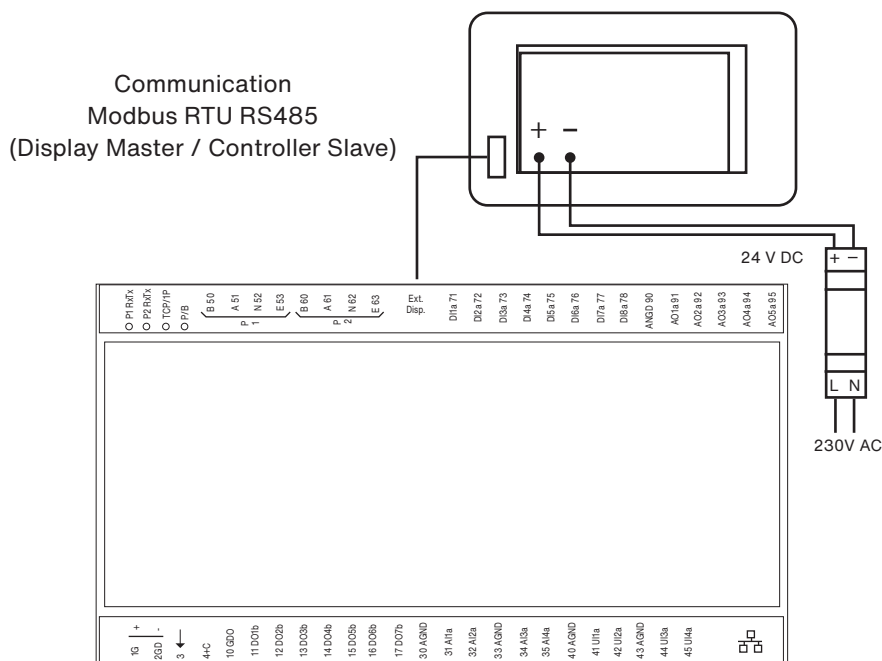 Communication
Modbus RTU RS485
(Display Master / Controller Slave)
+ −
24 V DC
+ −
L N
230V AC
P1 RxTx
P2 RxTx
TCP/1P
P/B
B 50
A 51
N 52
E 53
P 1
B 60
A 61
N 62
E 63
P 2
Ext.
Disp.
DI1a 71
DI2a 72
DI3a 73
DI4a 74
DI5a 75
DI6a 76
DI7a 77
DI8a 78
ANGD 90
AO1a 91
AO2a 92
AO3a 93
AO4a 94
AO5a 95
1G +
2GD -
3
4+C
10 GDO
11 DO1b
12 DO2b
13 DO3b
14 DO4b
15 DO5b
16 DO6b
17 DO7b
30 AGND
31 AI1a
32 AI2a
33 AGND
34 AI3a
35 AI4a
40 AGND
41 UI1a
42 UI2a
43 AGND
44 UI3a
45 UI4a